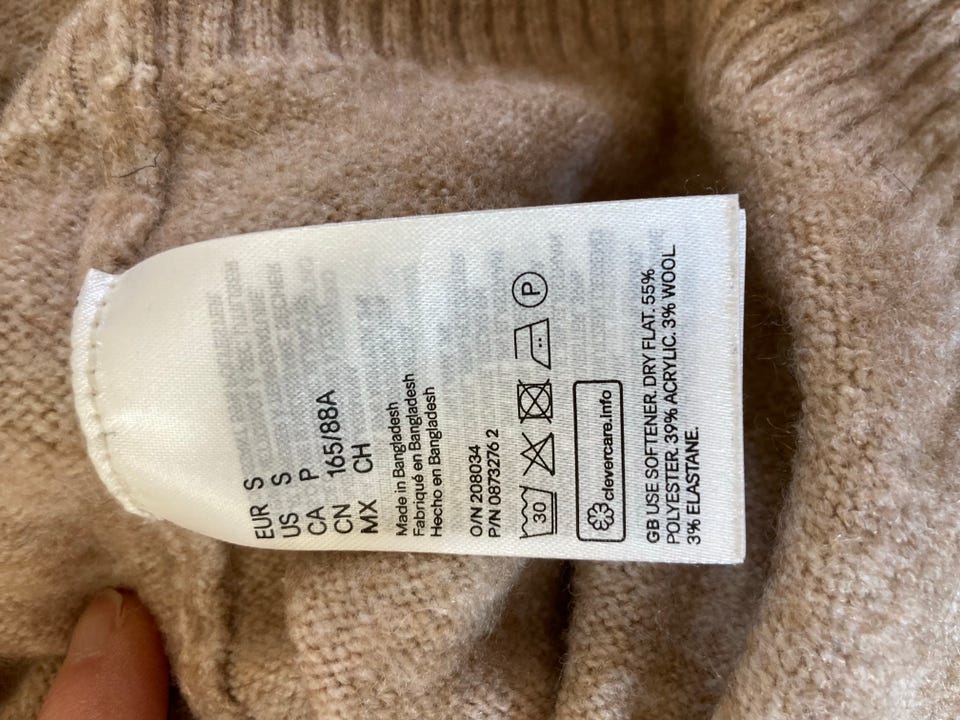 EUR S
US S
CA P
CN 165/88A
MX CH
Made in Bangladesh
Fabriqué en Bangladesh
Hecho en Bangladesh
O/N 208034
P/N 0873276 2
30 P
clevercare.info
GB USE SOFTENER. DRY FLAT. 55%
POLYESTER. 39% ACRYLIC. 3% WOOL.
3% ELASTANE.